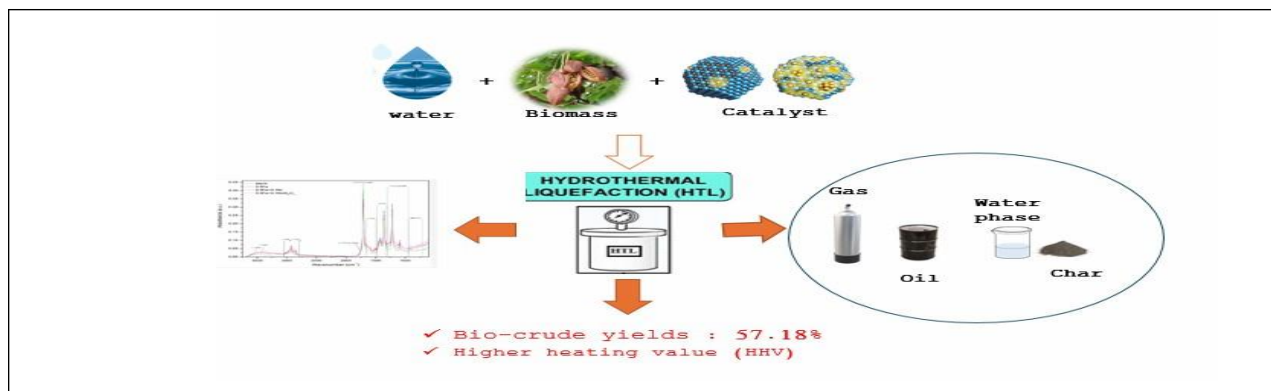 + +
water Biomass Catalyst
HYDROTHERMAL
LIQUEFACTION (HTL)
HTL
Gas
Water
phase
Oil
Char
✓ Bio-crude yields : 57.18%
✓ Higher heating value (HHV)